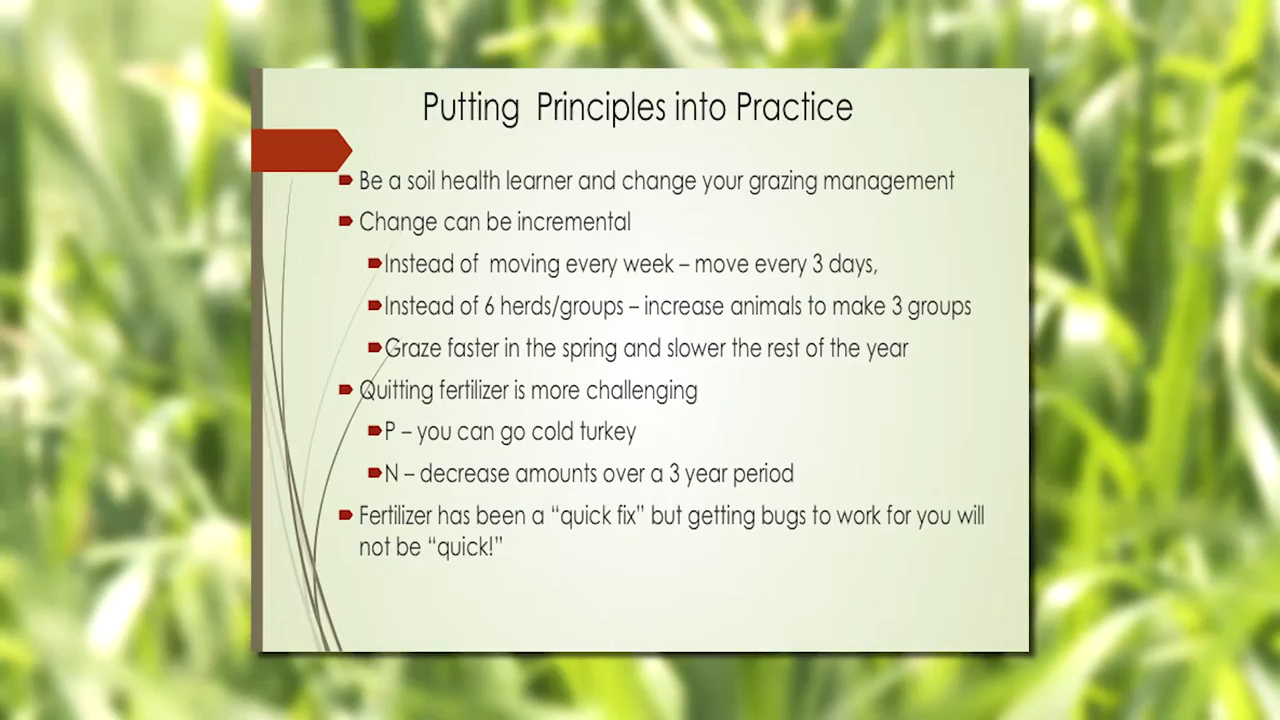 Putting  Principles into Practice
Be a soil health learner and change your grazing management
Change can be incremental
Instead of  moving every week – move every 3 days,
Instead of 6 herds/groups – increase animals to make 3 groups
Graze faster in the spring and slower the rest of the year
Quitting fertilizer is more challenging
P – you can go cold turkey
N – decrease amounts over a 3 year period
Fertilizer has been a “quick fix” but getting bugs to work for you will
not be “quick!”